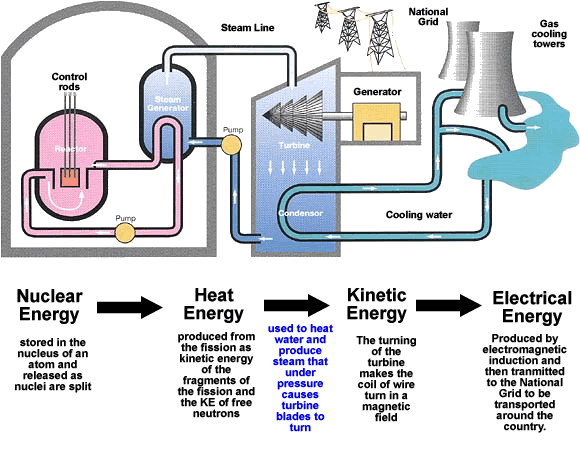 Steam Line
National
Grid
Gas
cooling
towers
Control
rods
Steam
Generator
Generator
Reactor
Pump
Turbine
Pump
Condensor
Cooling water
Nuclear
Energy
stored in the
nucleus of an
atom and
released as
nuclei are split
Heat
Energy
produced from
the fission as
kinetic energy
of the
fragments of
the fission and
the KE of free
neutrons
used to heat
water and
produce
steam that
under
pressure
causes
turbine
blades to
turn
Kinetic
Energy
The turning
of the
turbine
makes the
coil of wire
turn in a
magnetic
field
Electrical
Energy
Produced by
electromagnetic
induction and
then tranmitted
to the National
Grid to be
transported
around the
country.